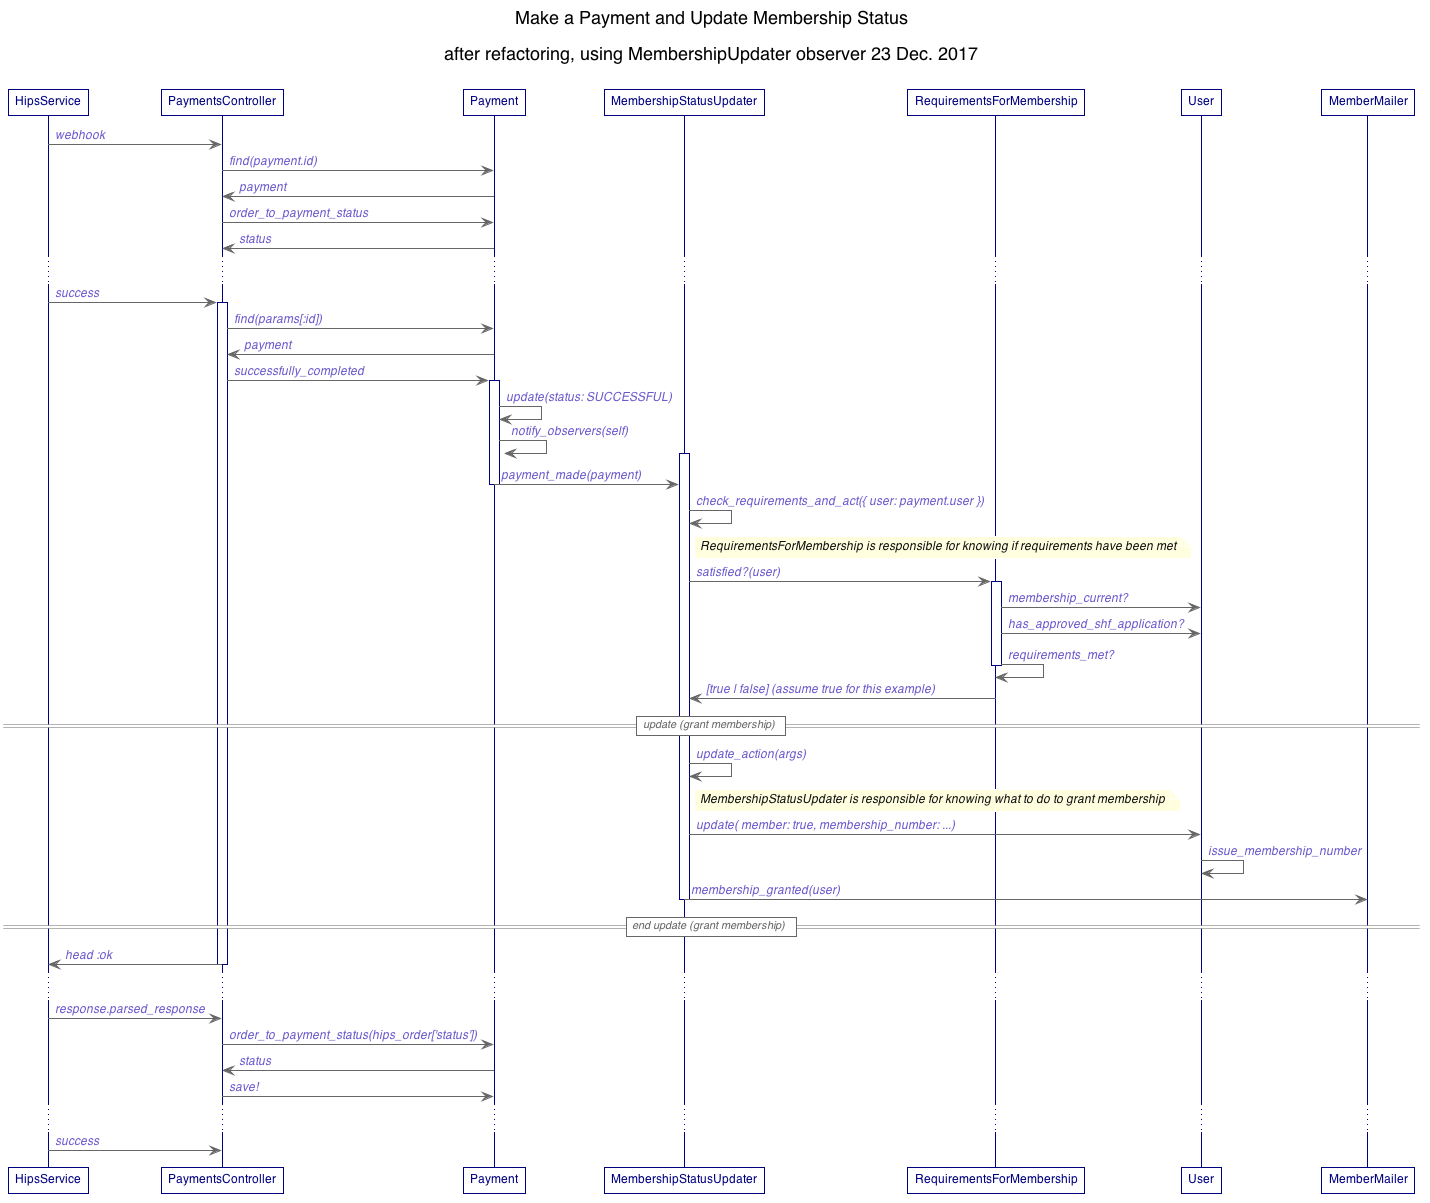 Make a Payment and Update Membership Status
after refactoring, using MembershipUpdater observer 23 Dec. 2017
HipsService PaymentsController Payment MembershipStatusUpdater RequirementsForMembership User MemberMailer
webhook
find(payment.id)
payment
order_to_payment_status
status
success
find(params[:id])
payment
successfully_completed
update(status: SUCCESSFUL)
notify_observers(self)
payment_made(payment)
check_requirements_and_act({ user: payment.user })
RequirementsForMembership is responsible for knowing if requirements have been met
satisfied?(user)
membership_current?
has_approved_shf_application?
requirements_met?
[true | false] (assume true for this example)
update (grant membership)
update_action(args)
MembershipStatusUpdater is responsible for knowing what to do to grant membership
update( member: true, membership_number: ...)
issue_membership_number
membership_granted(user)
end update (grant membership)
head :ok
response.parsed_response
order_to_payment_status(hips_order['status'])
status
save!
success
HipsService PaymentsController Payment MembershipStatusUpdater RequirementsForMembership User MemberMailer